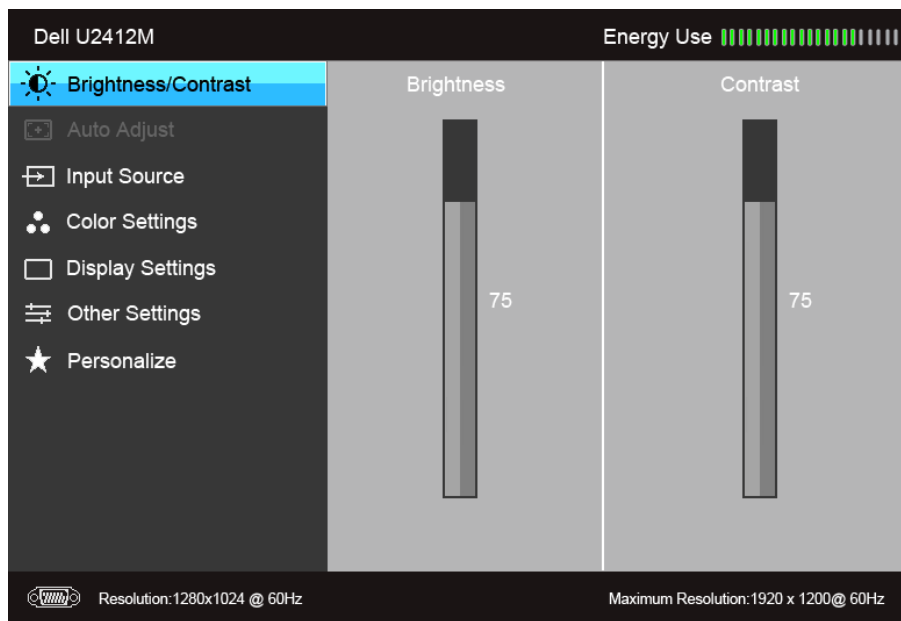 Dell U2412M
Energy Use
Brightness/Contrast
Auto Adjust
Input Source
Color Settings
Display Settings
Other Settings
Personalize
Brightness
75
Contrast
75
Resolution:1280x1024 @ 60Hz
Maximum Resolution:1920 x 1200@ 60Hz